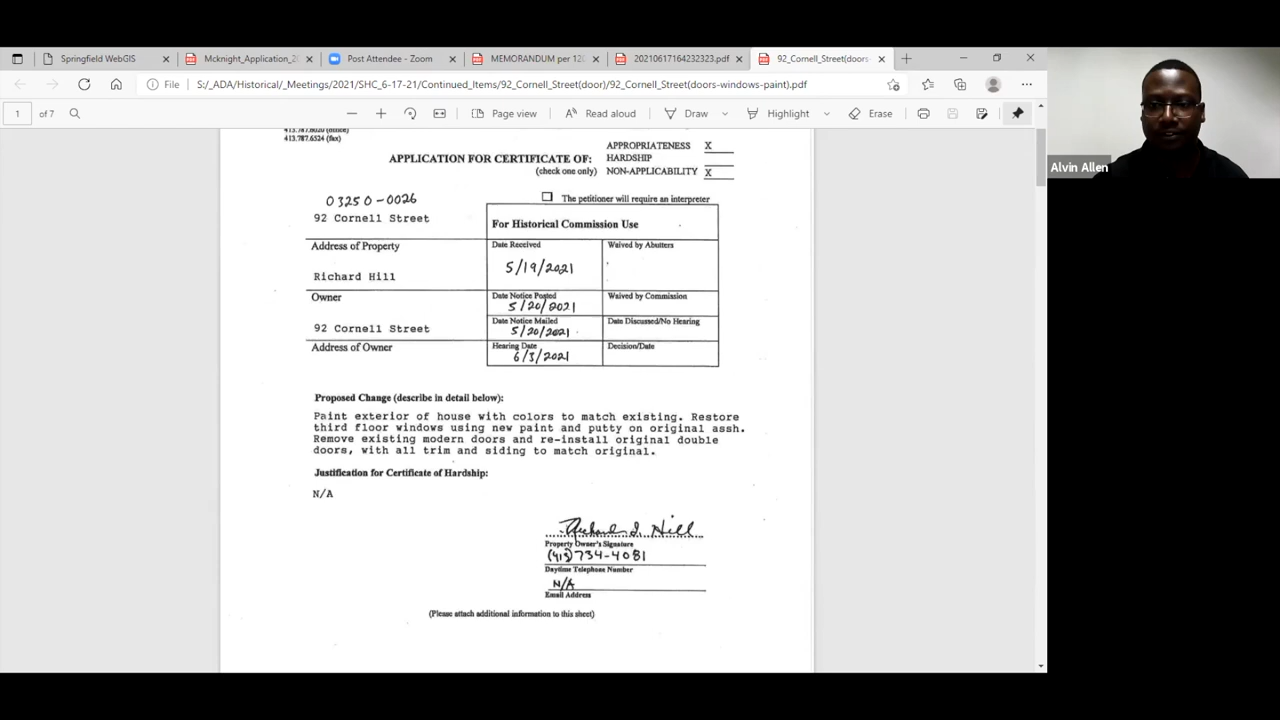 Springfield WebGIS
Mcknight_Application_2
Post Attendee - Zoom
MEMORANDUM per 120
20210617164232323.pdf
92_Cornell_Street(doors-
File
S:/_ADA/Historical/_Meetings/2021/SHC_6-17-21/Continued_Items/92_Cornell_Street(door)/92_Cornell_Street(doors-windows-paint).pdf
1 of 7
Page view
Read aloud
Draw
Highlight
Erase
413.787.6020 (office)
413.787.6524 (fax)
APPROPRIATENESS X
APPLICATION FOR CERTIFICATE OF: HARDSHIP
(check one only) NON-APPLICABILITY X
03250-0026
The petitioner will require an interpreter
92 Cornell Street
For Historical Commission Use
Address of Property
Date Received
Waived by Abutters
5/19/2021
Richard Hill
Owner
Date Notice Posted
Waived by Commission
5/20/2021
92 Cornell Street
Date Notice Mailed
Date Discussed/No Hearing
5/20/2021
Address of Owner
Hearing Date
Decision/Date
6/3/2021
Proposed Change (describe in detail below):
Paint exterior of house with colors to match existing. Restore
third floor windows using new paint and putty on original assh.
Remove existing modern doors and re-install original double
doors, with all trim and siding to match original.
Justification for Certificate of Hardship:
N/A
Richard I. Hill
Property Owner's Signature
(413)734-4081
Daytime Telephone Number
N/A
Email Address
(Please attach additional information to this sheet)
Alvin Allen